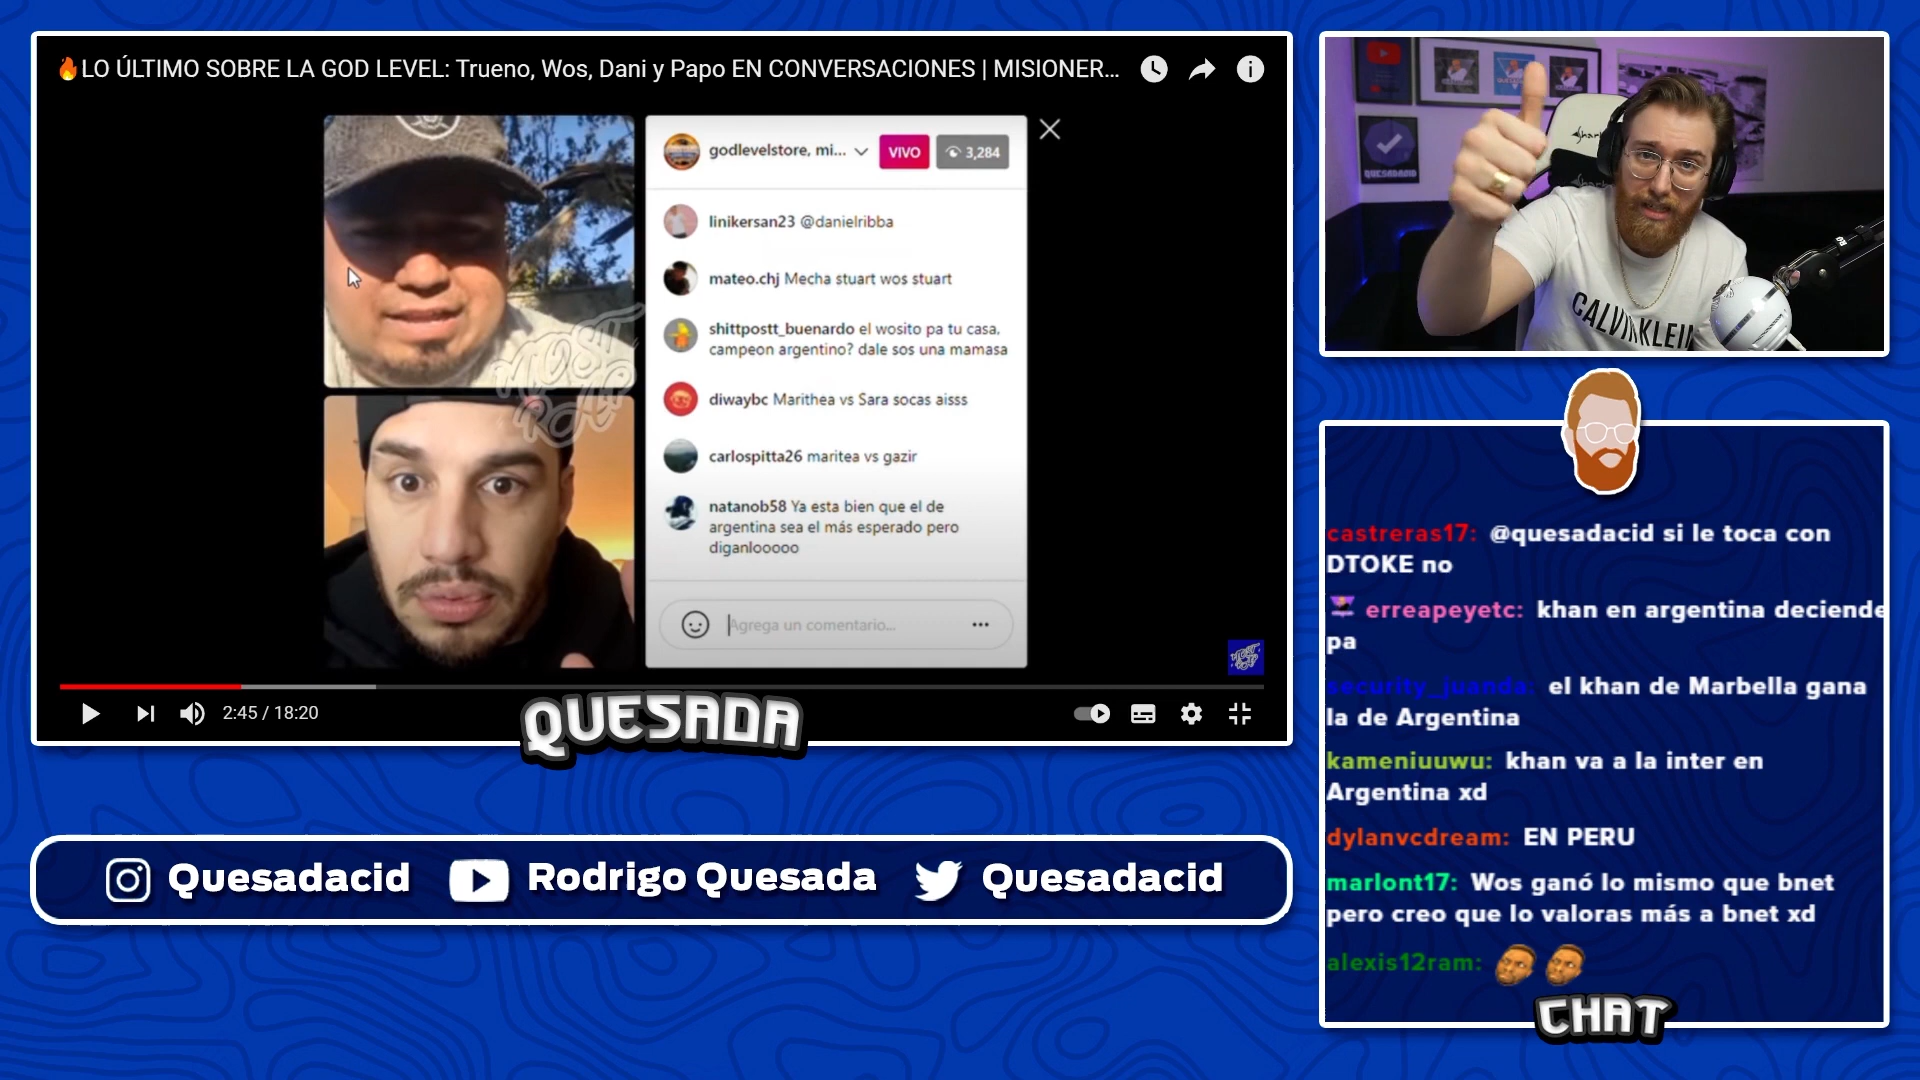 🔥LO ÚLTIMO SOBRE LA GOD LEVEL: Trueno, Wos, Dani y Papo EN CONVERSACIONES | MISIONER...
godlevelstore, mi...
VIVO
3,284
linikersan23 @danielribba
mateo.chj Mecha stuart wos stuart
shittpostt_buenardo el wosito pa tu casa.
campeon argentino? dale sos una mamasa
diwaybc Marithea vs Sara socas aisss
carlospitta26 maritea vs gazir
natanob58 Ya esta bien que el de
argentina sea el más esperado pero
diganlooooo
Agrega un comentario...
MOST
RAP
2:45 / 18:20
QUESADA
Quesadacid
Rodrigo Quesada
Quesadacid
QUESADACID
CALVIN KLEIN
castreras17: @quesadacid si le toca con
DTOKE no
erreapeyetc: khan en argentina deciende
pa
security_juanda: el khan de Marbella gana
la de Argentina
kameniuuwu: khan va a la inter en
Argentina xd
dylanvcdream: EN PERU
marlont17: Wos ganó lo mismo que bnet
pero creo que lo valoras más a bnet xd
alexis12ram:
CHAT